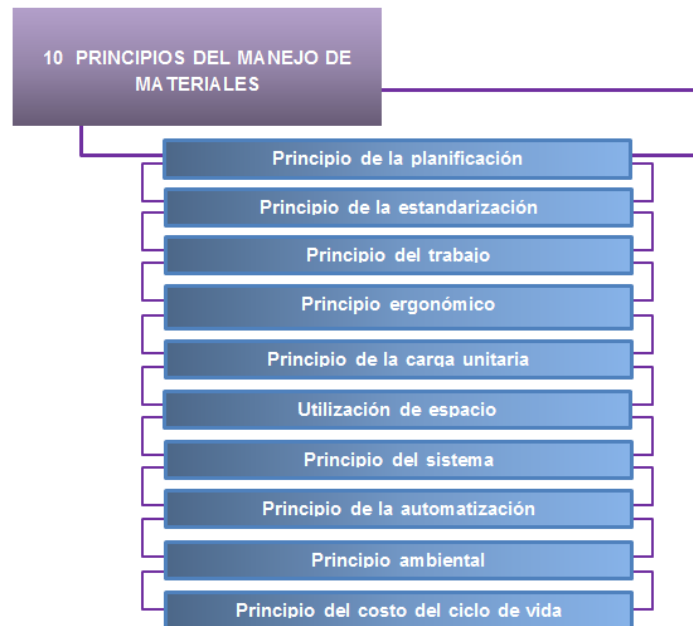 10 PRINCIPIOS DEL MANEJO DE
MATERIALES
Principio de la planificación
Principio de la estandarización
Principio del trabajo
Principio ergonómico
Principio de la carga unitaria
Utilización de espacio
Principio del sistema
Principio de la automatización
Principio ambiental
Principio del costo del ciclo de vida